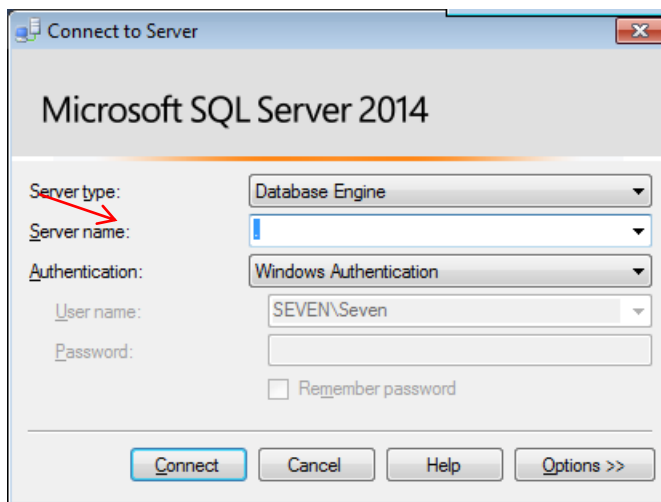 Connect to Server
Microsoft SQL Server 2014
Server type: Database Engine
Server name: .
Authentication: Windows Authentication
User name: SEVEN\Seven
Password:
Remember password
Connect Cancel Help Options >>